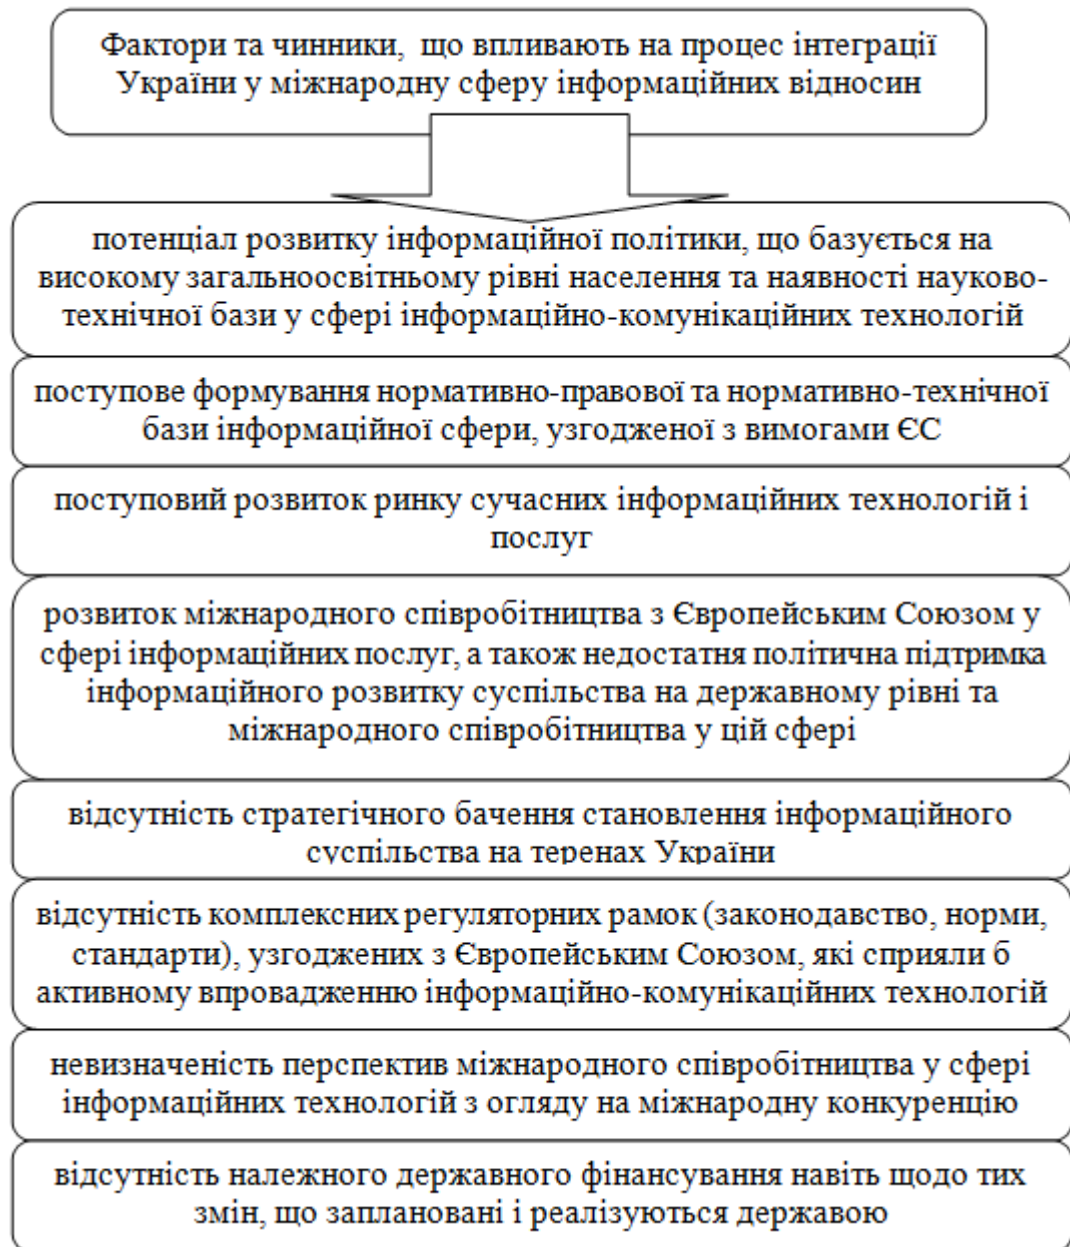 Фактори та чинники, що впливають на процес інтеграції
України у міжнародну сферу інформаційних відносин
потенціал розвитку інформаційної політики, що базується на
високому загальноосвітньому рівні населення та наявності науково-
технічної бази у сфері інформаційно-комунікаційних технологій
поступове формування нормативно-правової та нормативно-технічної
бази інформаційної сфери, узгодженої з вимогами ЄС
поступовий розвиток ринку сучасних інформаційних технологій і
послуг
розвиток міжнародного співробітництва з Європейським Союзом у
сфері інформаційних послуг, а також недостатня політична підтримка
інформаційного розвитку суспільства на державному рівні та
міжнародного співробітництва у цій сфері
відсутність стратегічного бачення становлення інформаційного
суспільства на теренах України
відсутність комплексних регуляторних рамок (законодавство, норми,
стандарти), узгоджених з Європейським Союзом, які сприяли б
активному впровадженню інформаційно-комунікаційних технологій
невизначеність перспектив міжнародного співробітництва у сфері
інформаційних технологій з огляду на міжнародну конкуренцію
відсутність належного державного фінансування навіть щодо тих
змін, що заплановані і реалізуються державою